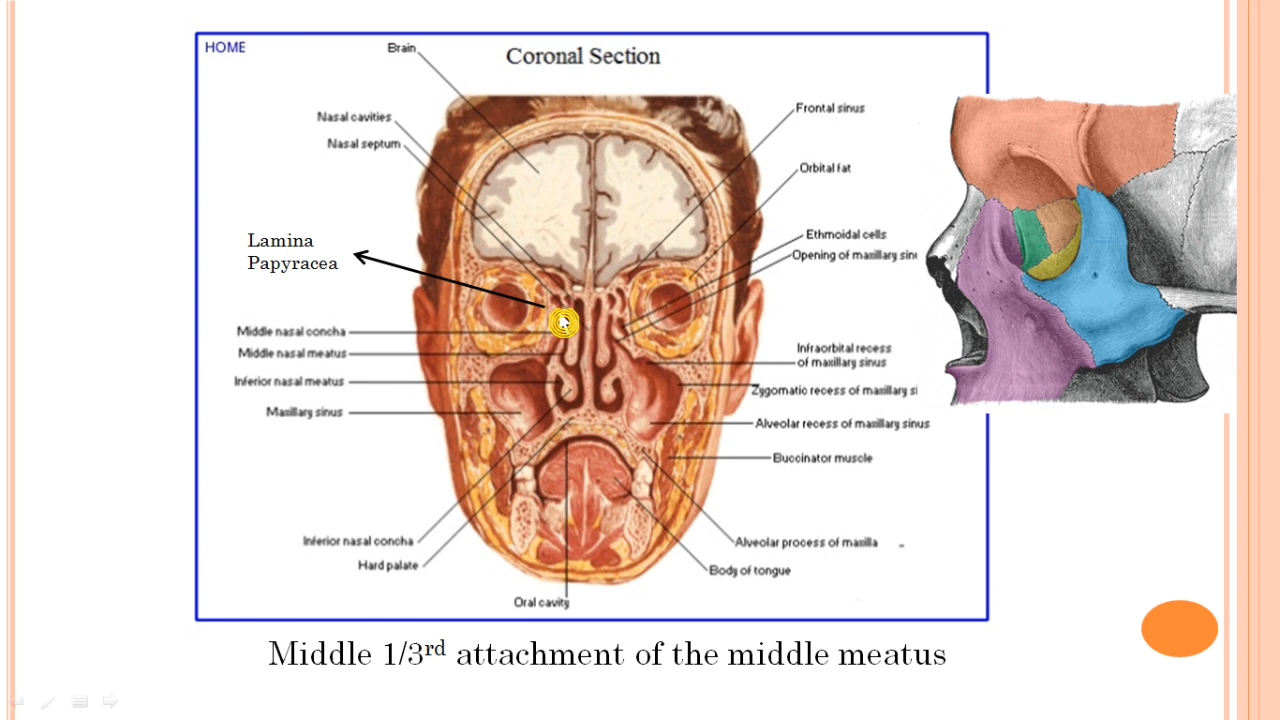 HOME
Coronal Section
Brain
Nasal cavities
Nasal septum
Lamina
Papyracea
Middle nasal concha
Middle nasal meatus
Inferior nasal meatus
Maxillary sinus
Inferior nasal concha
Hard palate
Oral cavity
Frontal sinus
Orbital fat
Ethmoidal cells
Opening of maxillary sin
Infraorbital recess
of maxillary sinus
Zygomatic recess of maxillary si
Alveolar recess of maxillary sinus
Buccinator muscle
Alveolar process of maxilla
Body of tongue
Middle 1/3rd attachment of the middle meatus